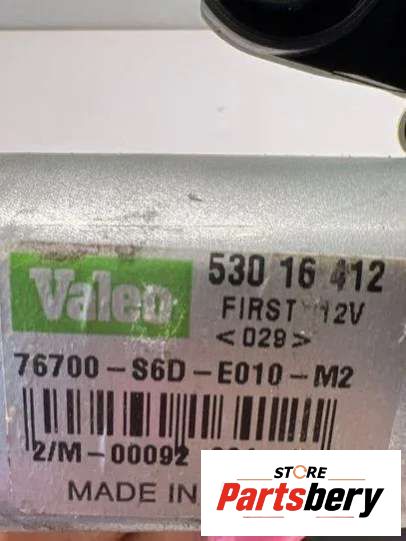 Valeo
530 16 412
FIRST 12V
<029>
76700-S6D-E010-M2
2/M-00092
MADE IN
STORE
Partsbery